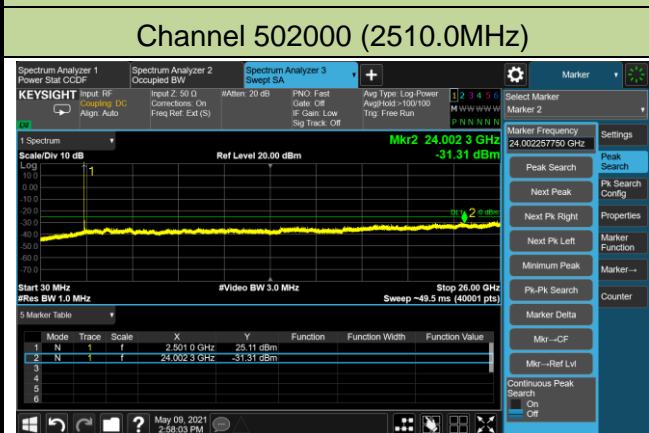 Channel 502000 (2510.0MHz)
Spectrum Analyzer 1
Power Stat CCDF
Spectrum Analyzer 2
Occupied BW
Spectrum Analyzer 3
Swept SA
Marker
KEYSIGHT
Input: RF
Coupling: DC
Align: Auto
Input Z: 50 Ω
Corrections: On
Freq Ref: Ext (S)
#Atten: 20 dB
PNO: Fast
Gate: Off
IF Gain: Low
Sig Track: Off
Avg Type: Log-Power
Avg|Hold:>100/100
Trig: Free Run
1 2 3 4 5 6
M W W W W W
P N N N N N
Select Marker
Marker 2
1 Spectrum
Mkr2 24.002 3 GHz
Scale/Div 10 dB
Ref Level 20.00 dBm
-31.31 dBm
Log
10.0
0.00
-10.0
-20.0
-30.0
-40.0
-50.0
-60.0
-70.0
1
2
Start 30 MHz
#Video BW 3.0 MHz
Stop 26.00 GHz
#Res BW 1.0 MHz
Sweep ~49.5 ms (40001 pts)
5 Marker Table
Mode Trace Scale X Y Function Function Width Function Value
1 N 1 f 2.501 0 GHz 25.11 dBm
2 N 1 f 24.002 3 GHz -31.31 dBm
3
4
5
6
Marker Frequency
24.002257750 GHz
Peak Search
Next Peak
Next Pk Right
Next Pk Left
Minimum Peak
Pk-Pk Search
Marker Delta
Mkr→CF
Mkr→Ref Lvl
Continuous Peak
Search
On
Off
Settings
Peak
Search
Pk Search
Config
Properties
Marker
Function
Marker→
Counter
May 09, 2021
2:58:03 PM